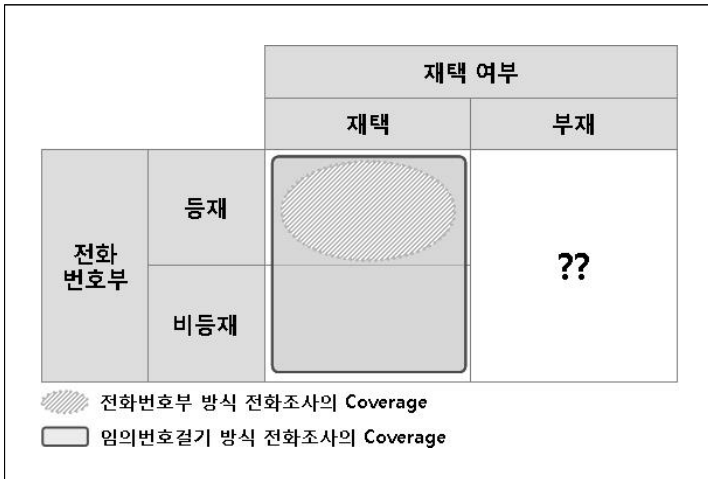 재택 여부
재택
부재
전화
번호부
등재
비등재
??
전화번호부 방식 전화조사의 Coverage
임의번호걸기 방식 전화조사의 Coverage